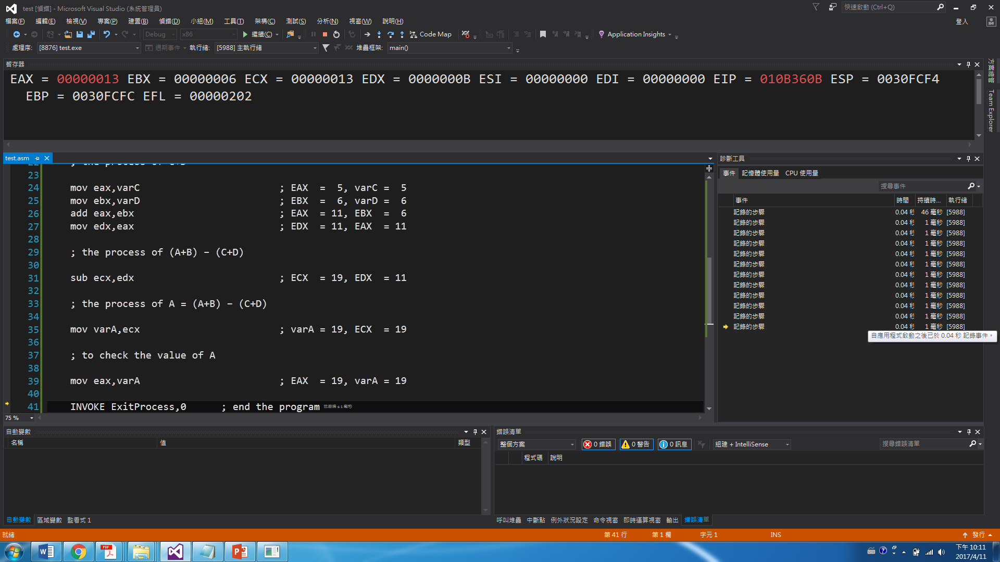 test [偵錯] - Microsoft Visual Studio (系統管理員)
快速啟動 (Ctrl+Q)
檔案(F) 編輯(E) 檢視(V) 專案(P) 建置(B) 偵錯(D) 小組(M) 工具(T) 架構(C) 測試(S) 分析(N) 視窗(W) 說明(H)
登入
Debug x86 繼續(C) Code Map Application Insights
處理序: [8876] test.exe 週期事件 執行緒: [5988] 主執行緒 堆疊框架: main()
暫存器
EAX = 00000013 EBX = 00000006 ECX = 00000013 EDX = 0000000B ESI = 00000000 EDI = 00000000 EIP = 010B360B ESP = 0030FCF4
EBP = 0030FCFC EFL = 00000202
方案總管
Team Explorer
test.asm
23
24 mov eax,varC ; EAX = 5, varC = 5
25 mov ebx,varD ; EBX = 6, varD = 6
26 add eax,ebx ; EAX = 11, EBX = 6
27 mov edx,eax ; EDX = 11, EAX = 11
28
29 ; the process of (A+B) - (C+D)
30
31 sub ecx,edx ; ECX = 19, EDX = 11
32
33 ; the process of A = (A+B) - (C+D)
34
35 mov varA,ecx ; varA = 19, ECX = 19
36
37 ; to check the value of A
38
39 mov eax,varA ; EAX = 19, varA = 19
40
41 INVOKE ExitProcess,0 ; end the program 已歷時 ≤ 1 毫秒
75 %
診斷工具
事件 記憶體使用量 CPU 使用量
搜尋事件
事件 時間 持續時... 執行緒
記錄的步驟 0.04 秒 46 毫秒 [5988]
記錄的步驟 0.04 秒 1 毫秒 [5988]
記錄的步驟 0.04 秒 1 毫秒 [5988]
記錄的步驟 0.04 秒 1 毫秒 [5988]
記錄的步驟 0.04 秒 1 毫秒 [5988]
記錄的步驟 0.04 秒 1 毫秒 [5988]
記錄的步驟 0.04 秒 1 毫秒 [5988]
記錄的步驟 0.04 秒 1 毫秒 [5988]
記錄的步驟 0.04 秒 1 毫秒 [5988]
記錄的步驟 0.04 秒 1 毫秒 [5988]
記錄的步驟 0.04 秒 1 毫秒 [5988]
記錄的步驟 0.04 秒 1 毫秒 [5988]
自應用程式啟動之後已於 0.04 秒 記錄事件。
自動變數
名稱 值 類型
自動變數 區域變數 監看式 1
錯誤清單
整個方案 0 錯誤 0 警告 0 訊息 組建 + IntelliSense 搜尋錯誤清單
程式碼 說明
呼叫堆疊 中斷點 例外狀況設定 命令視窗 即時運算視窗 輸出 錯誤清單
就緒 第 41 行 第 1 欄 字元 1 INS 發行
下午 10:11
2017/4/11